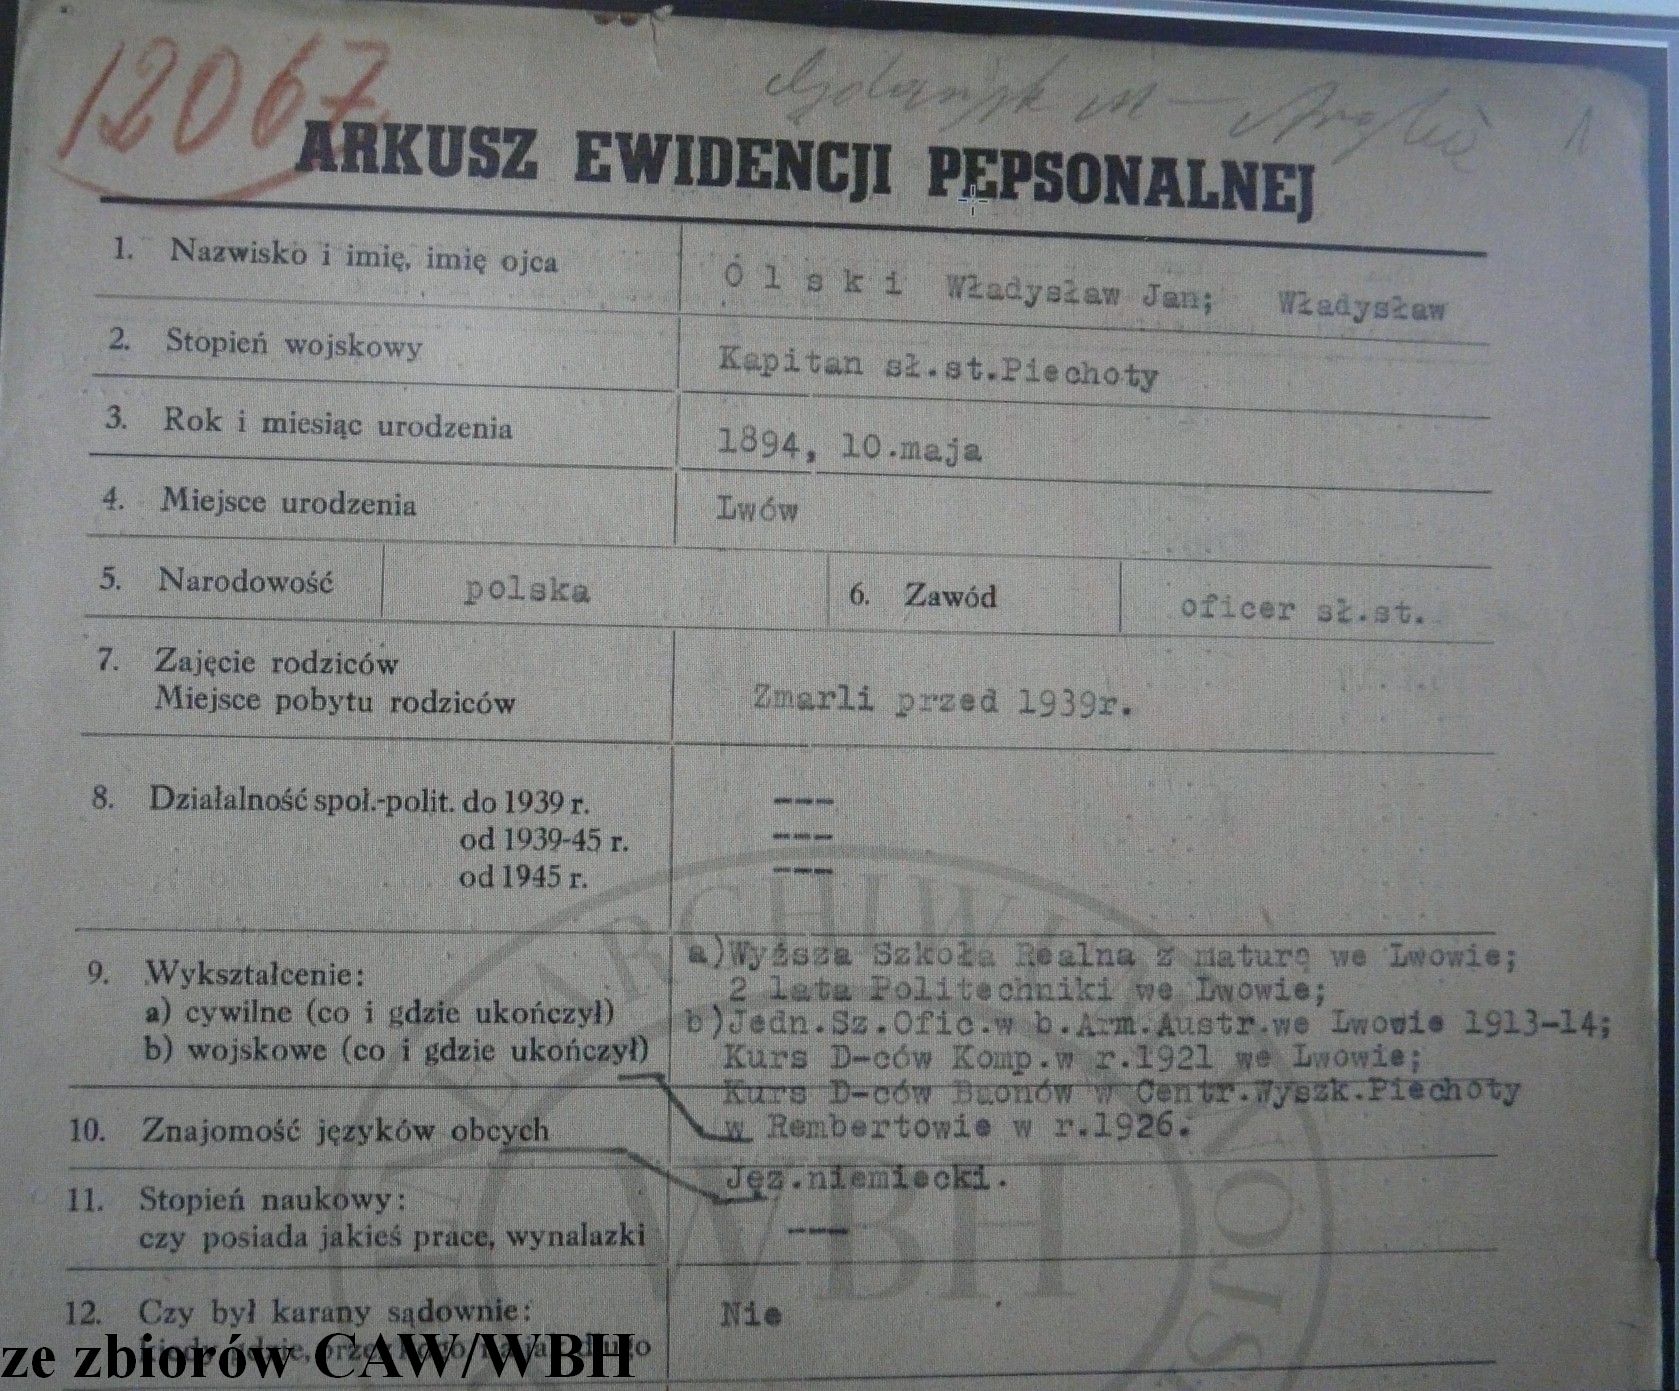 12067
Gdańsk M — Anglii 1
ARKUSZ EWIDENCJI PEPSONALNEJ
1. Nazwisko i imię, imię ojca
Ó l s k i Władysław Jan; Władysław
2. Stopień wojskowy
Kapitan sł.st.Piechoty
3. Rok i miesiąc urodzenia
1894, 10.maja
4. Miejsce urodzenia
Lwów
5. Narodowość polska 6. Zawód oficer sł.st.
7. Zajęcie rodziców
Miejsce pobytu rodziców
Zmarli przed 1939r.
8. Działalność społ.-polit. do 1939 r. ---
od 1939-45 r. ---
od 1945 r. ---
9. Wykształcenie:
a) cywilne (co i gdzie ukończył)
b) wojskowe (co i gdzie ukończył)
a)Wyższa Szkoła Realna z maturą we Lwowie;
2 lata Politechniki we Lwowie;
b)Jedn.Sz.Ofic.w b.Arm.Austr.we Lwowie 1913-14;
Kurs D-ców Komp.w r.1921 we Lwowie;
Kurs D-ców Baonów w Centr.Wyszk.Piechoty
w Rembertowie w r.1926.
10. Znajomość języków obcych
Jęz.niemiecki.
11. Stopień naukowy:
czy posiada jakieś prace, wynalazki
---
12. Czy był karany sądownie:
Nie
ze zbiorów CAW/WBH
WBH